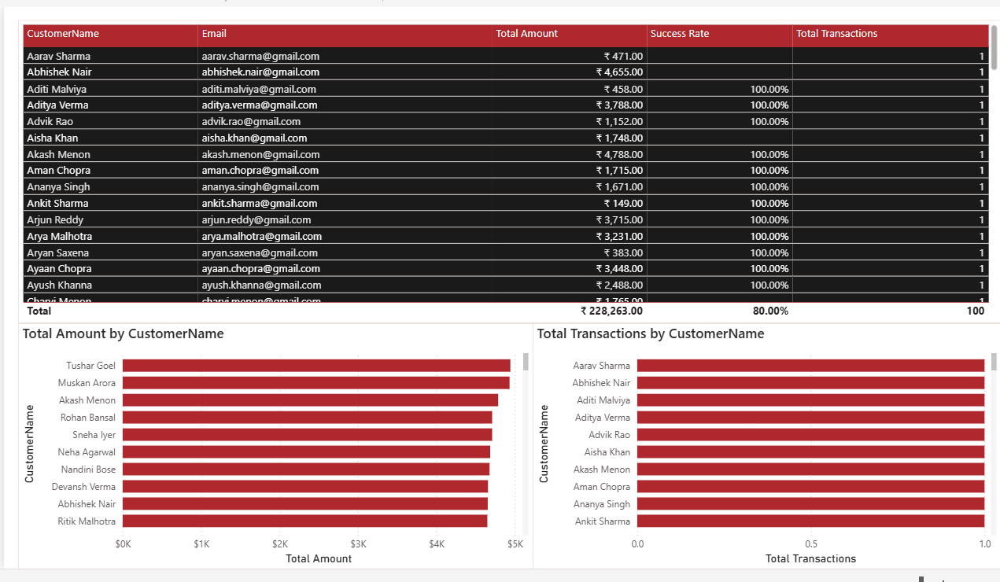 CustomerName Email Total Amount Success Rate Total Transactions
Aarav Sharma aarav.sharma@gmail.com ₹ 471.00 1
Abhishek Nair abhishek.nair@gmail.com ₹ 4,655.00 1
Aditi Malviya aditi.malviya@gmail.com ₹ 458.00 100.00% 1
Aditya Verma aditya.verma@gmail.com ₹ 3,788.00 100.00% 1
Advik Rao advik.rao@gmail.com ₹ 1,152.00 100.00% 1
Aisha Khan aisha.khan@gmail.com ₹ 1,748.00 1
Akash Menon akash.menon@gmail.com ₹ 4,788.00 100.00% 1
Aman Chopra aman.chopra@gmail.com ₹ 1,715.00 100.00% 1
Ananya Singh ananya.singh@gmail.com ₹ 1,671.00 100.00% 1
Ankit Sharma ankit.sharma@gmail.com ₹ 149.00 100.00% 1
Arjun Reddy arjun.reddy@gmail.com ₹ 3,715.00 100.00% 1
Arya Malhotra arya.malhotra@gmail.com ₹ 3,231.00 100.00% 1
Aryan Saxena aryan.saxena@gmail.com ₹ 383.00 100.00% 1
Ayaan Chopra ayaan.chopra@gmail.com ₹ 3,448.00 100.00% 1
Ayush Khanna ayush.khanna@gmail.com ₹ 2,488.00 100.00% 1
Charvi Menon charvi.menon@gmail.com ₹ 1,765.00 1
Total ₹ 228,263.00 80.00% 100
Total Amount by CustomerName
CustomerName
Tushar Goel
Muskan Arora
Akash Menon
Rohan Bansal
Sneha Iyer
Neha Agarwal
Nandini Bose
Devansh Verma
Abhishek Nair
Ritik Malhotra
$0K $1K $2K $3K $4K $5K
Total Amount
Total Transactions by CustomerName
CustomerName
Aarav Sharma
Abhishek Nair
Aditi Malviya
Aditya Verma
Advik Rao
Aisha Khan
Akash Menon
Aman Chopra
Ananya Singh
Ankit Sharma
0.0 0.5 1.0
Total Transactions